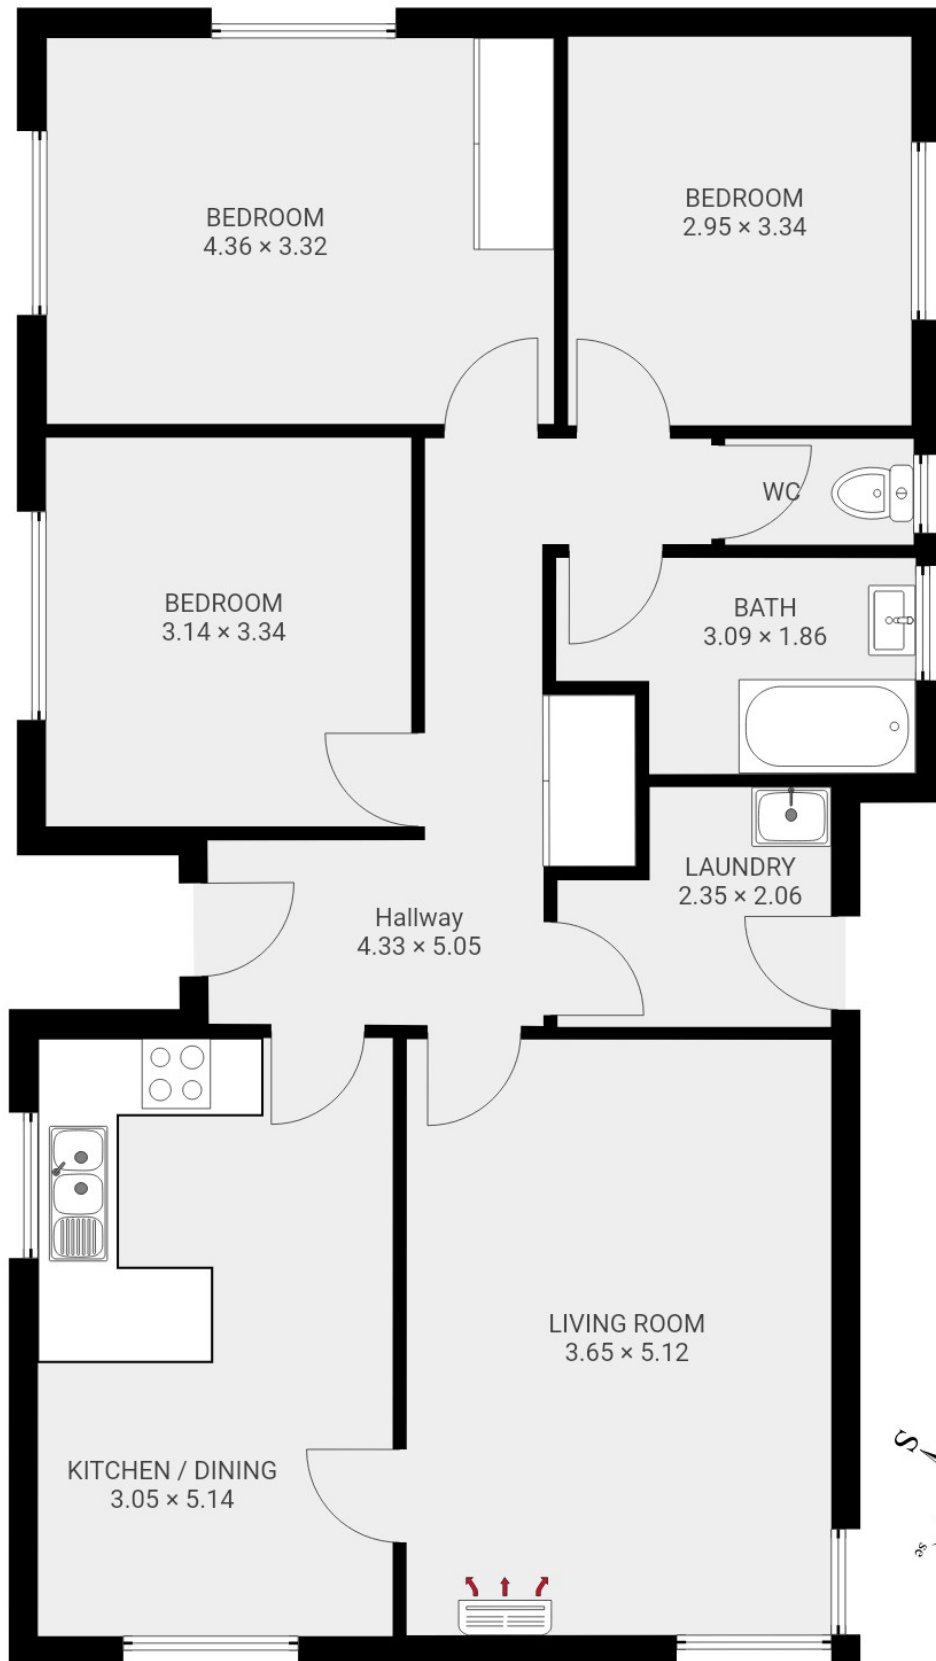 BEDROOM
4.36 × 3.32
BEDROOM
2.95 × 3.34
WC
BEDROOM
3.14 × 3.34
BATH
3.09 × 1.86
LAUNDRY
2.35 × 2.06
Hallway
4.33 × 5.05
LIVING ROOM
3.65 × 5.12
KITCHEN / DINING
3.05 × 5.14
S
se